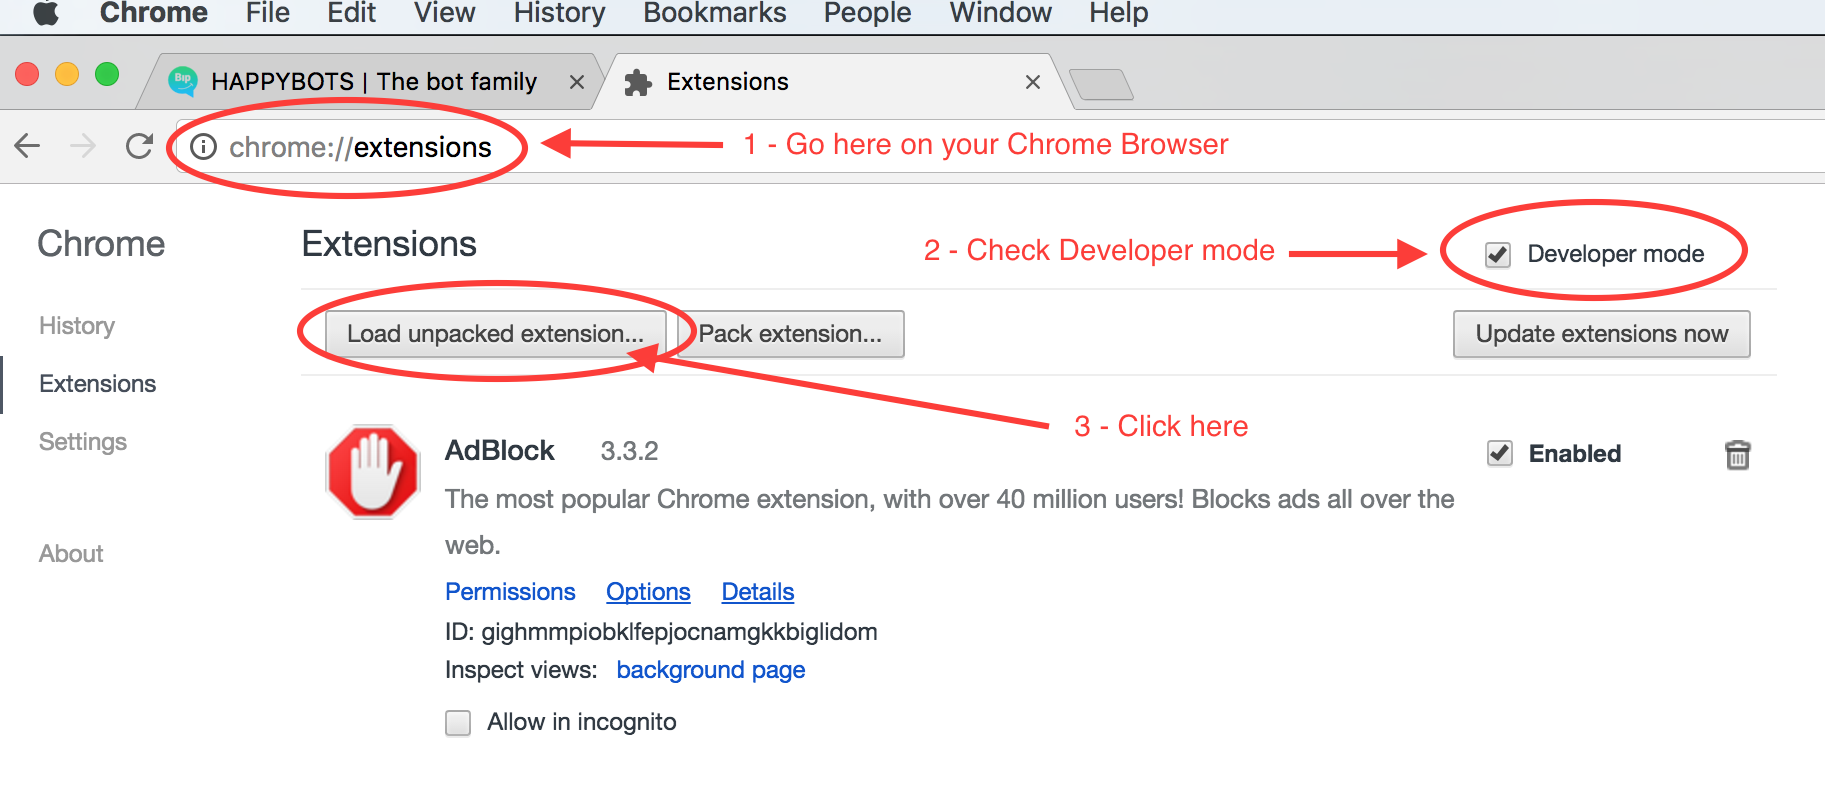 Chrome File Edit View History Bookmarks People Window Help
Bip HAPPYBOTS | The bot family Extensions
chrome://extensions 1 - Go here on your Chrome Browser
Chrome Extensions 2 - Check Developer mode Developer mode
History Load unpacked extension... Pack extension... Update extensions now
Extensions
3 - Click here
Settings AdBlock 3.3.2 Enabled
The most popular Chrome extension, with over 40 million users! Blocks ads all over the
web.
About
Permissions Options Details
ID: gighmmpiobklfepjocnamgkkbiglidom
Inspect views: background page
Allow in incognito